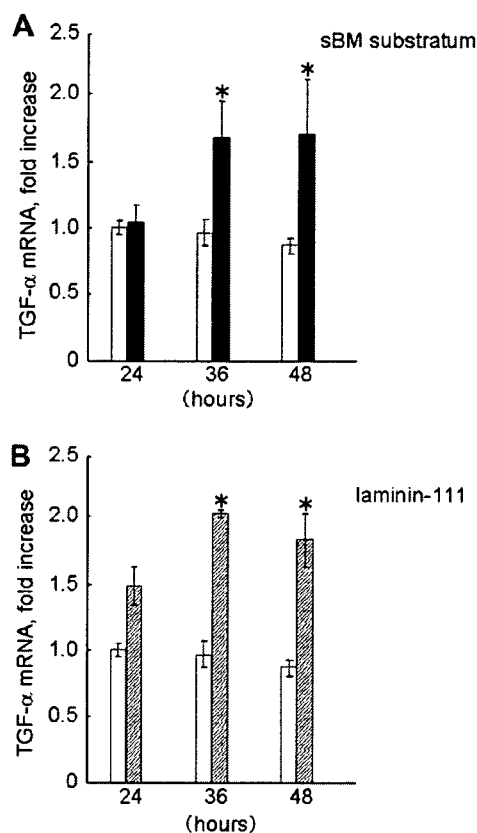 A
sBM substratum
TGF-α mRNA, fold increase
2.5
2.0
1.5
1.0
0.5
0
* *
24 36 48
(hours)
B
laminin-111
TGF-α mRNA, fold increase
2.5
2.0
1.5
1.0
0.5
0
* *
24 36 48
(hours)